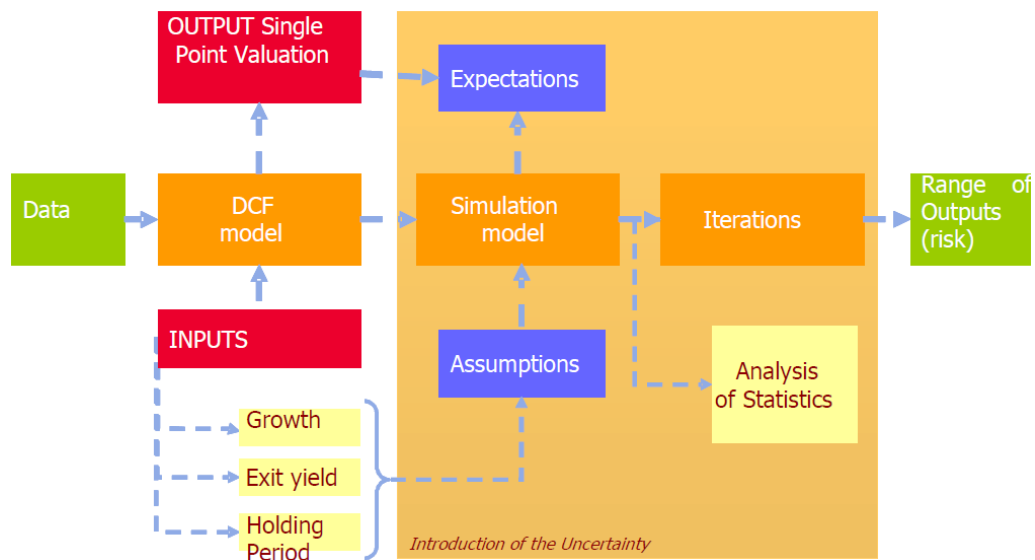 OUTPUT Single
Point Valuation
Expectations
Data
DCF
model
Simulation
model
Iterations
Range of
Outputs
(risk)
INPUTS
Assumptions
Analysis
of Statistics
Growth
Exit yield
Holding
Period
Introduction of the Uncertainty